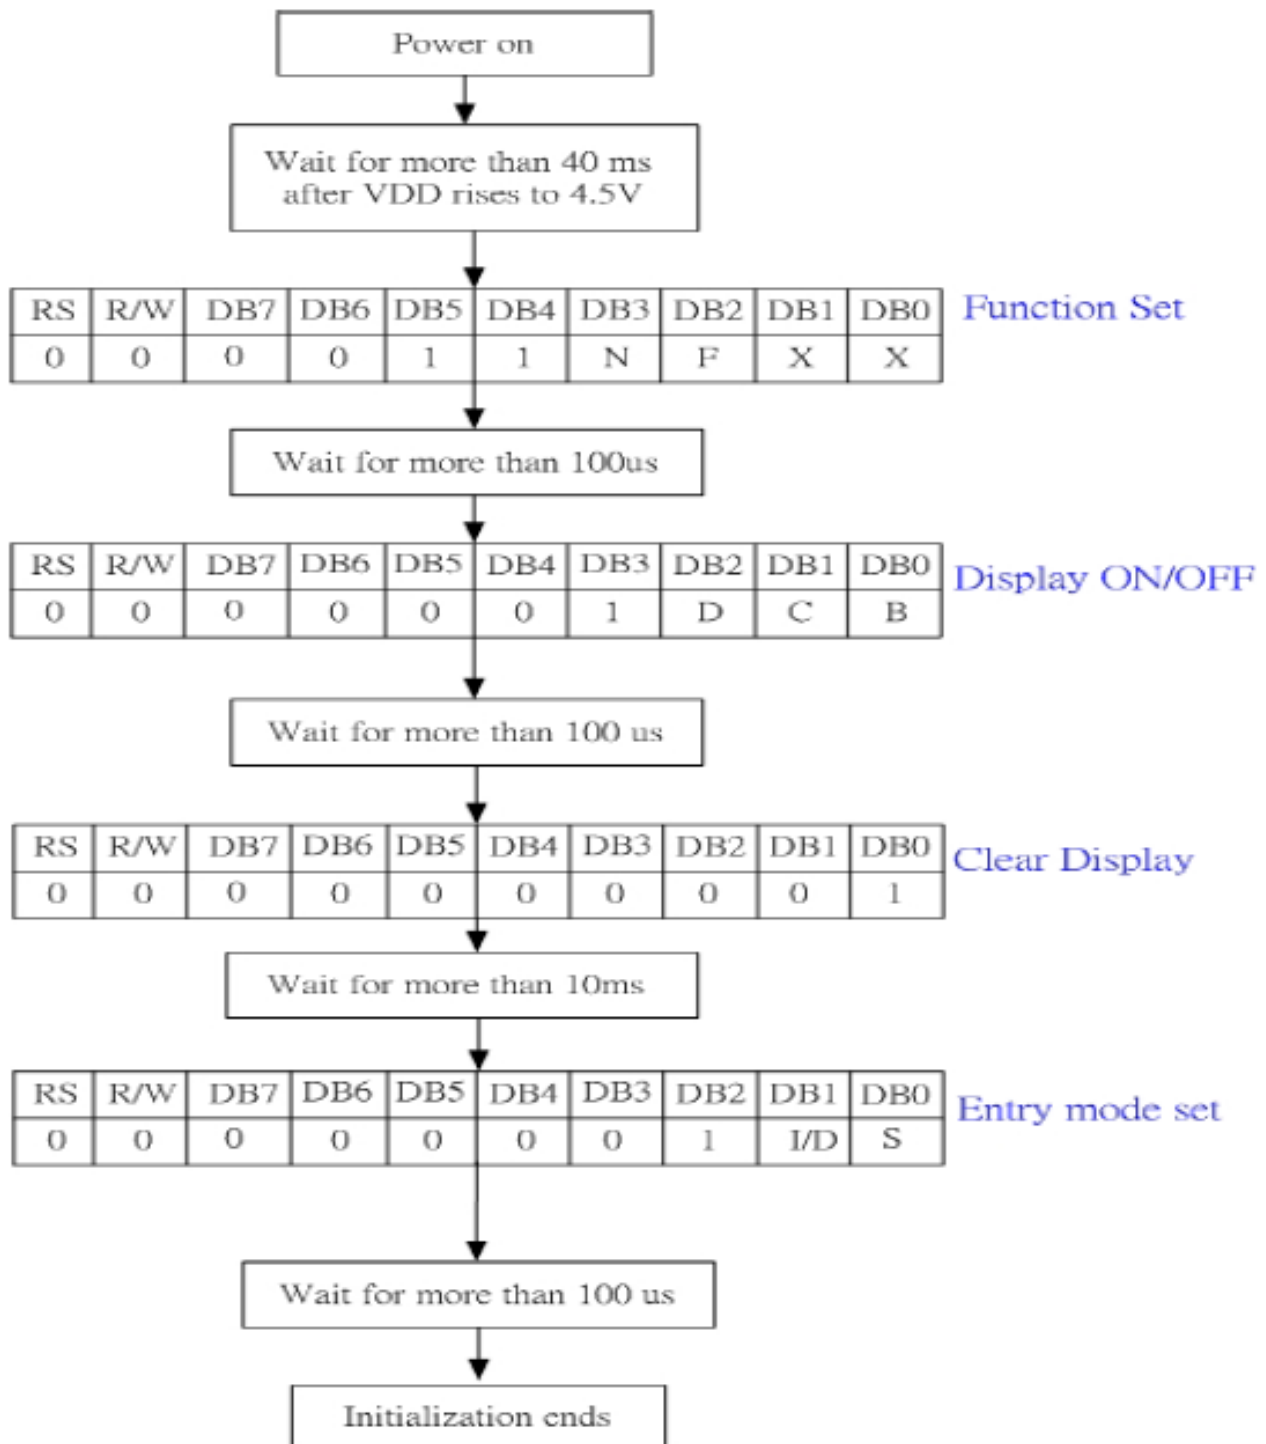 Power on
Wait for more than 40 ms
after VDD rises to 4.5V
RS R/W DB7 DB6 DB5 DB4 DB3 DB2 DB1 DB0 Function Set
0 0 0 0 1 1 N F X X
Wait for more than 100us
RS R/W DB7 DB6 DB5 DB4 DB3 DB2 DB1 DB0 Display ON/OFF
0 0 0 0 0 0 1 D C B
Wait for more than 100 us
RS R/W DB7 DB6 DB5 DB4 DB3 DB2 DB1 DB0 Clear Display
0 0 0 0 0 0 0 0 0 1
Wait for more than 10ms
RS R/W DB7 DB6 DB5 DB4 DB3 DB2 DB1 DB0 Entry mode set
0 0 0 0 0 0 0 1 I/D S
Wait for more than 100 us
Initialization ends